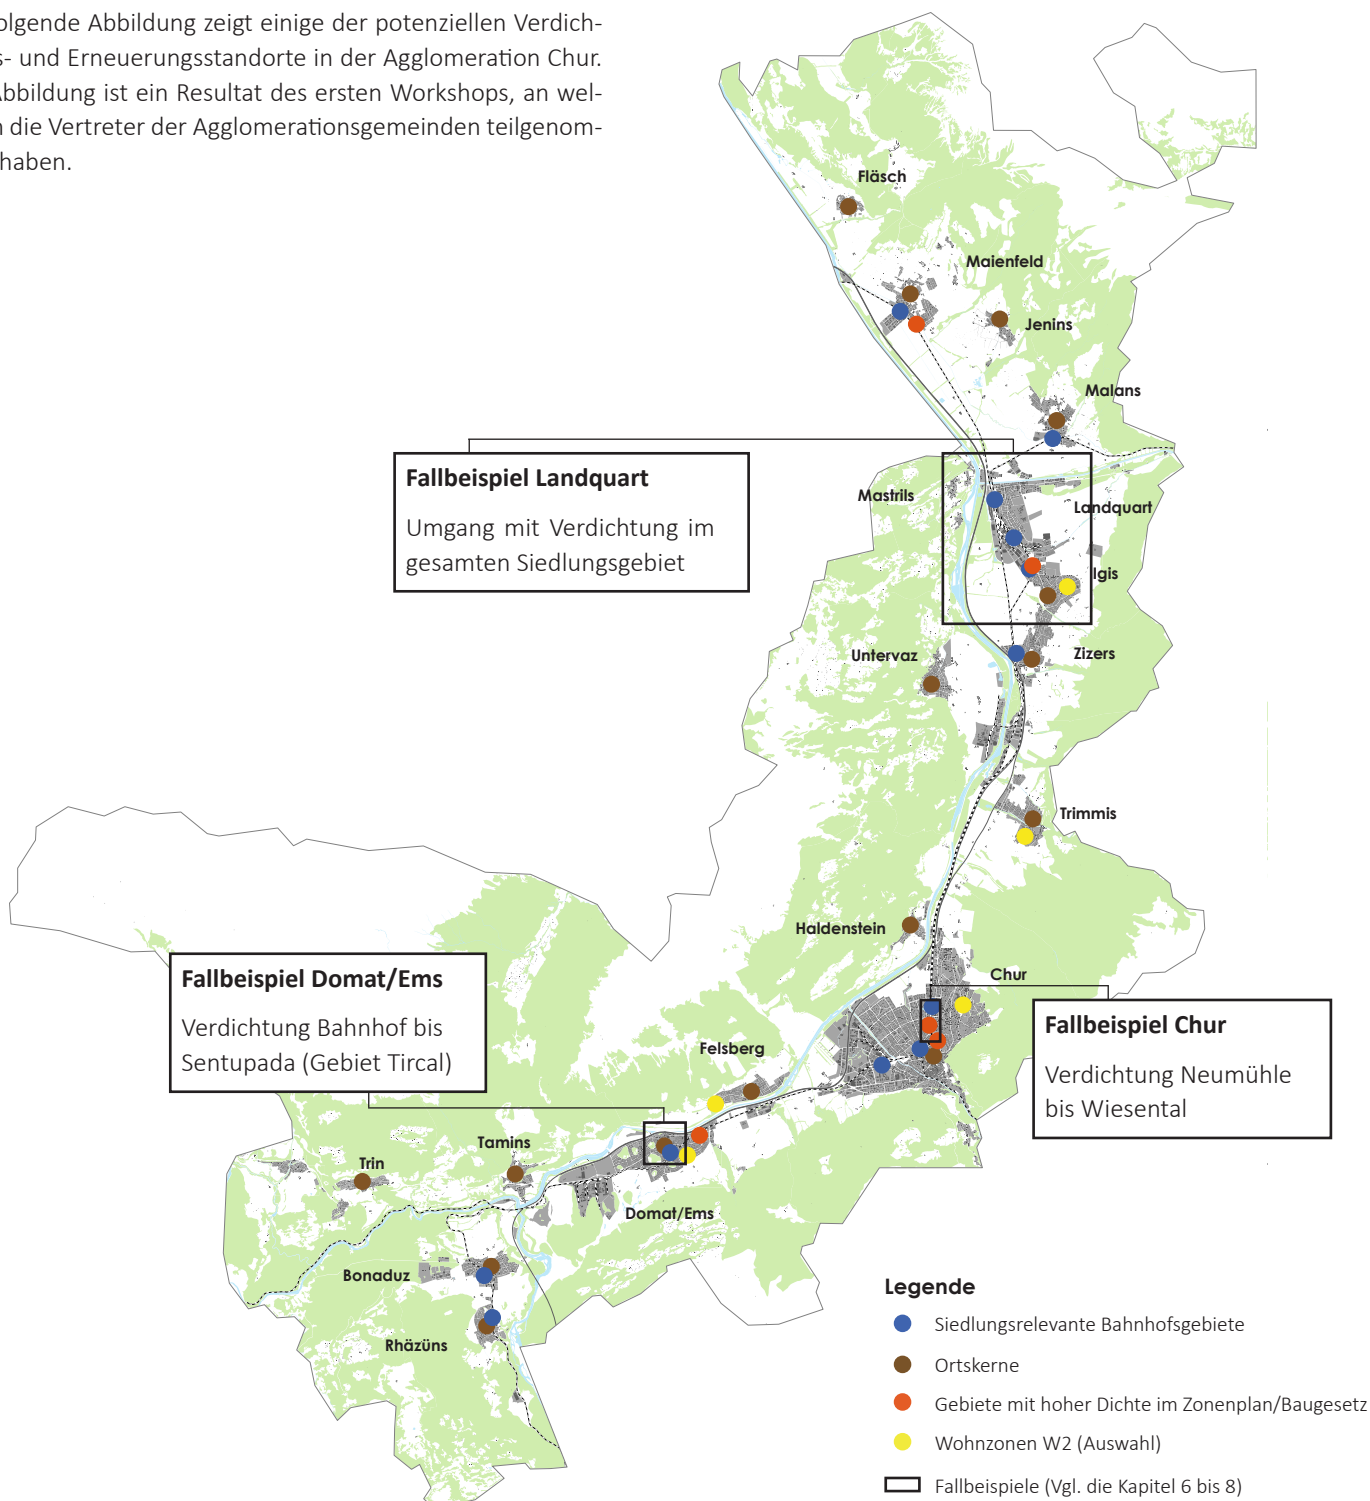 olgende Abbildung zeigt einige der potenziellen Verdich-
s- und Erneuerungsstandorte in der Agglomeration Chur.
Abbildung ist ein Resultat des ersten Workshops, an wel-
n die Vertreter der Agglomerationsgemeinden teilgenom-
haben.
Fläsch
Maienfeld
Jenins
Malans
Fallbeispiel Landquart
Umgang mit Verdichtung im
gesamten Siedlungsgebiet
Mastrils
Landquart
Igis
Untervaz
Zizers
Trimmis
Haldenstein
Chur
Fallbeispiel Domat/Ems
Verdichtung Bahnhof bis
Sentupada (Gebiet Tircal)
Fallbeispiel Chur
Verdichtung Neumühle
bis Wiesental
Felsberg
Tamins
Trin
Domat/Ems
Bonaduz
Rhäzüns
Legende
Siedlungsrelevante Bahnhofsgebiete
Ortskerne
Gebiete mit hoher Dichte im Zonenplan/Baugesetz
Wohnzonen W2 (Auswahl)
Fallbeispiele (Vgl. die Kapitel 6 bis 8)